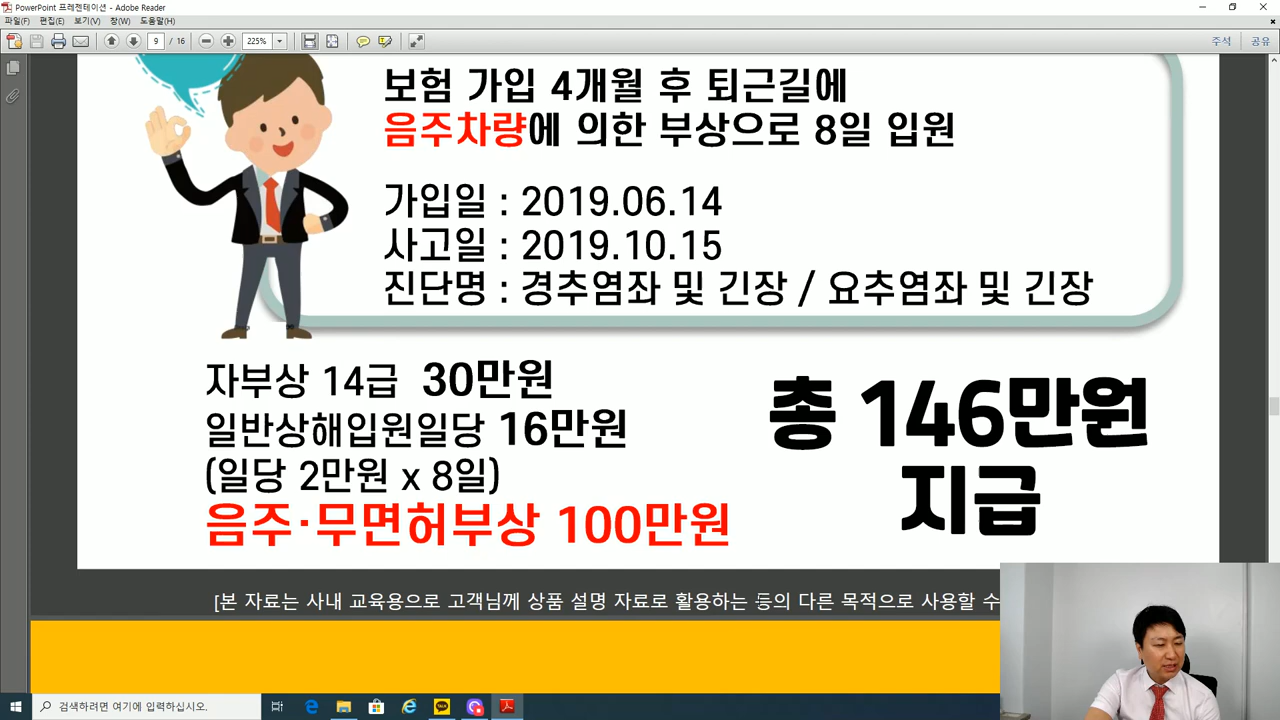 PowerPoint 프레젠테이션 - Adobe Reader
파일(F) 편집(E) 보기(V) 창(W) 도움말(H)
9 / 16 225% 주석 공유
보험 가입 4개월 후 퇴근길에
음주차량에 의한 부상으로 8일 입원
가입일 : 2019.06.14
사고일 : 2019.10.15
진단명 : 경추염좌 및 긴장 / 요추염좌 및 긴장
자부상 14급 30만원
일반상해입원일당 16만원
(일당 2만원 x 8일)
음주·무면허부상 100만원
총 146만원
지급
[본 자료는 사내 교육용으로 고객님께 상품 설명 자료로 활용하는 등의 다른 목적으로 사용할 수
검색하려면 여기에 입력하십시오.
TALK